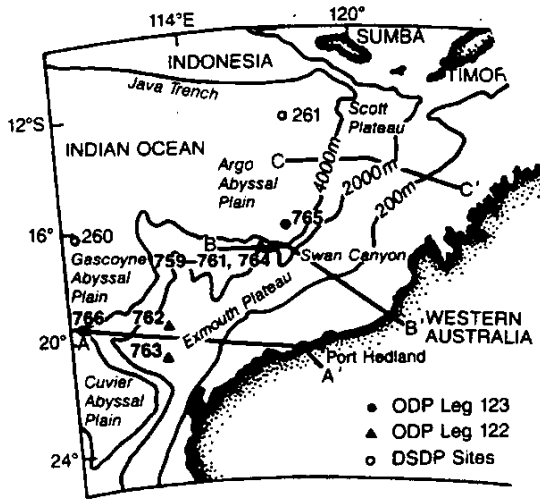 114°E
120°
SUMBA
INDONESIA
TIMOR
Java Trench
261
Scott
Plateau
12°S
INDIAN OCEAN
Argo
Abyssal
Plain
C
4000m
2000m
200m
C'
765
16°
260
B
Gascoyne
Abyssal
Plain
759–761, 764
Swan Canyon
766
762
Exmouth Plateau
B'
WESTERN
AUSTRALIA
20°
A
763
Port Hedland
A'
Cuvier
Abyssal
Plain
ODP Leg 123
ODP Leg 122
DSDP Sites
24°